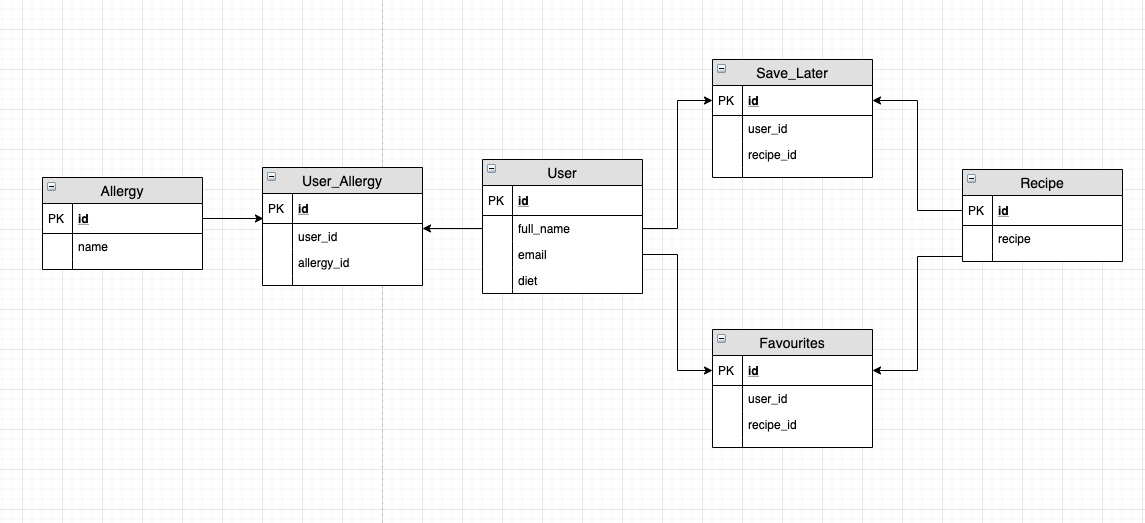 Allergy
PK id
name
User_Allergy
PK id
user_id
allergy_id
User
PK id
full_name
email
diet
Save_Later
PK id
user_id
recipe_id
Favourites
PK id
user_id
recipe_id
Recipe
PK id
recipe